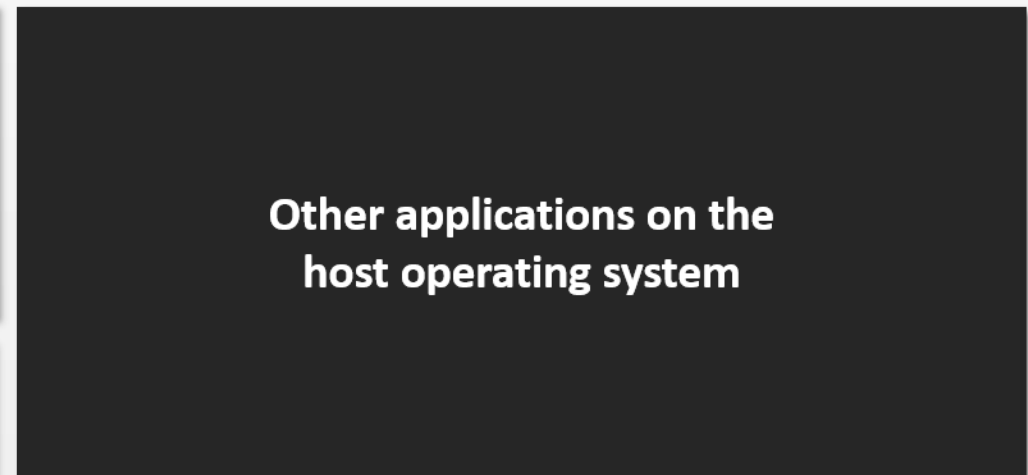 Other applications on the
host operating system